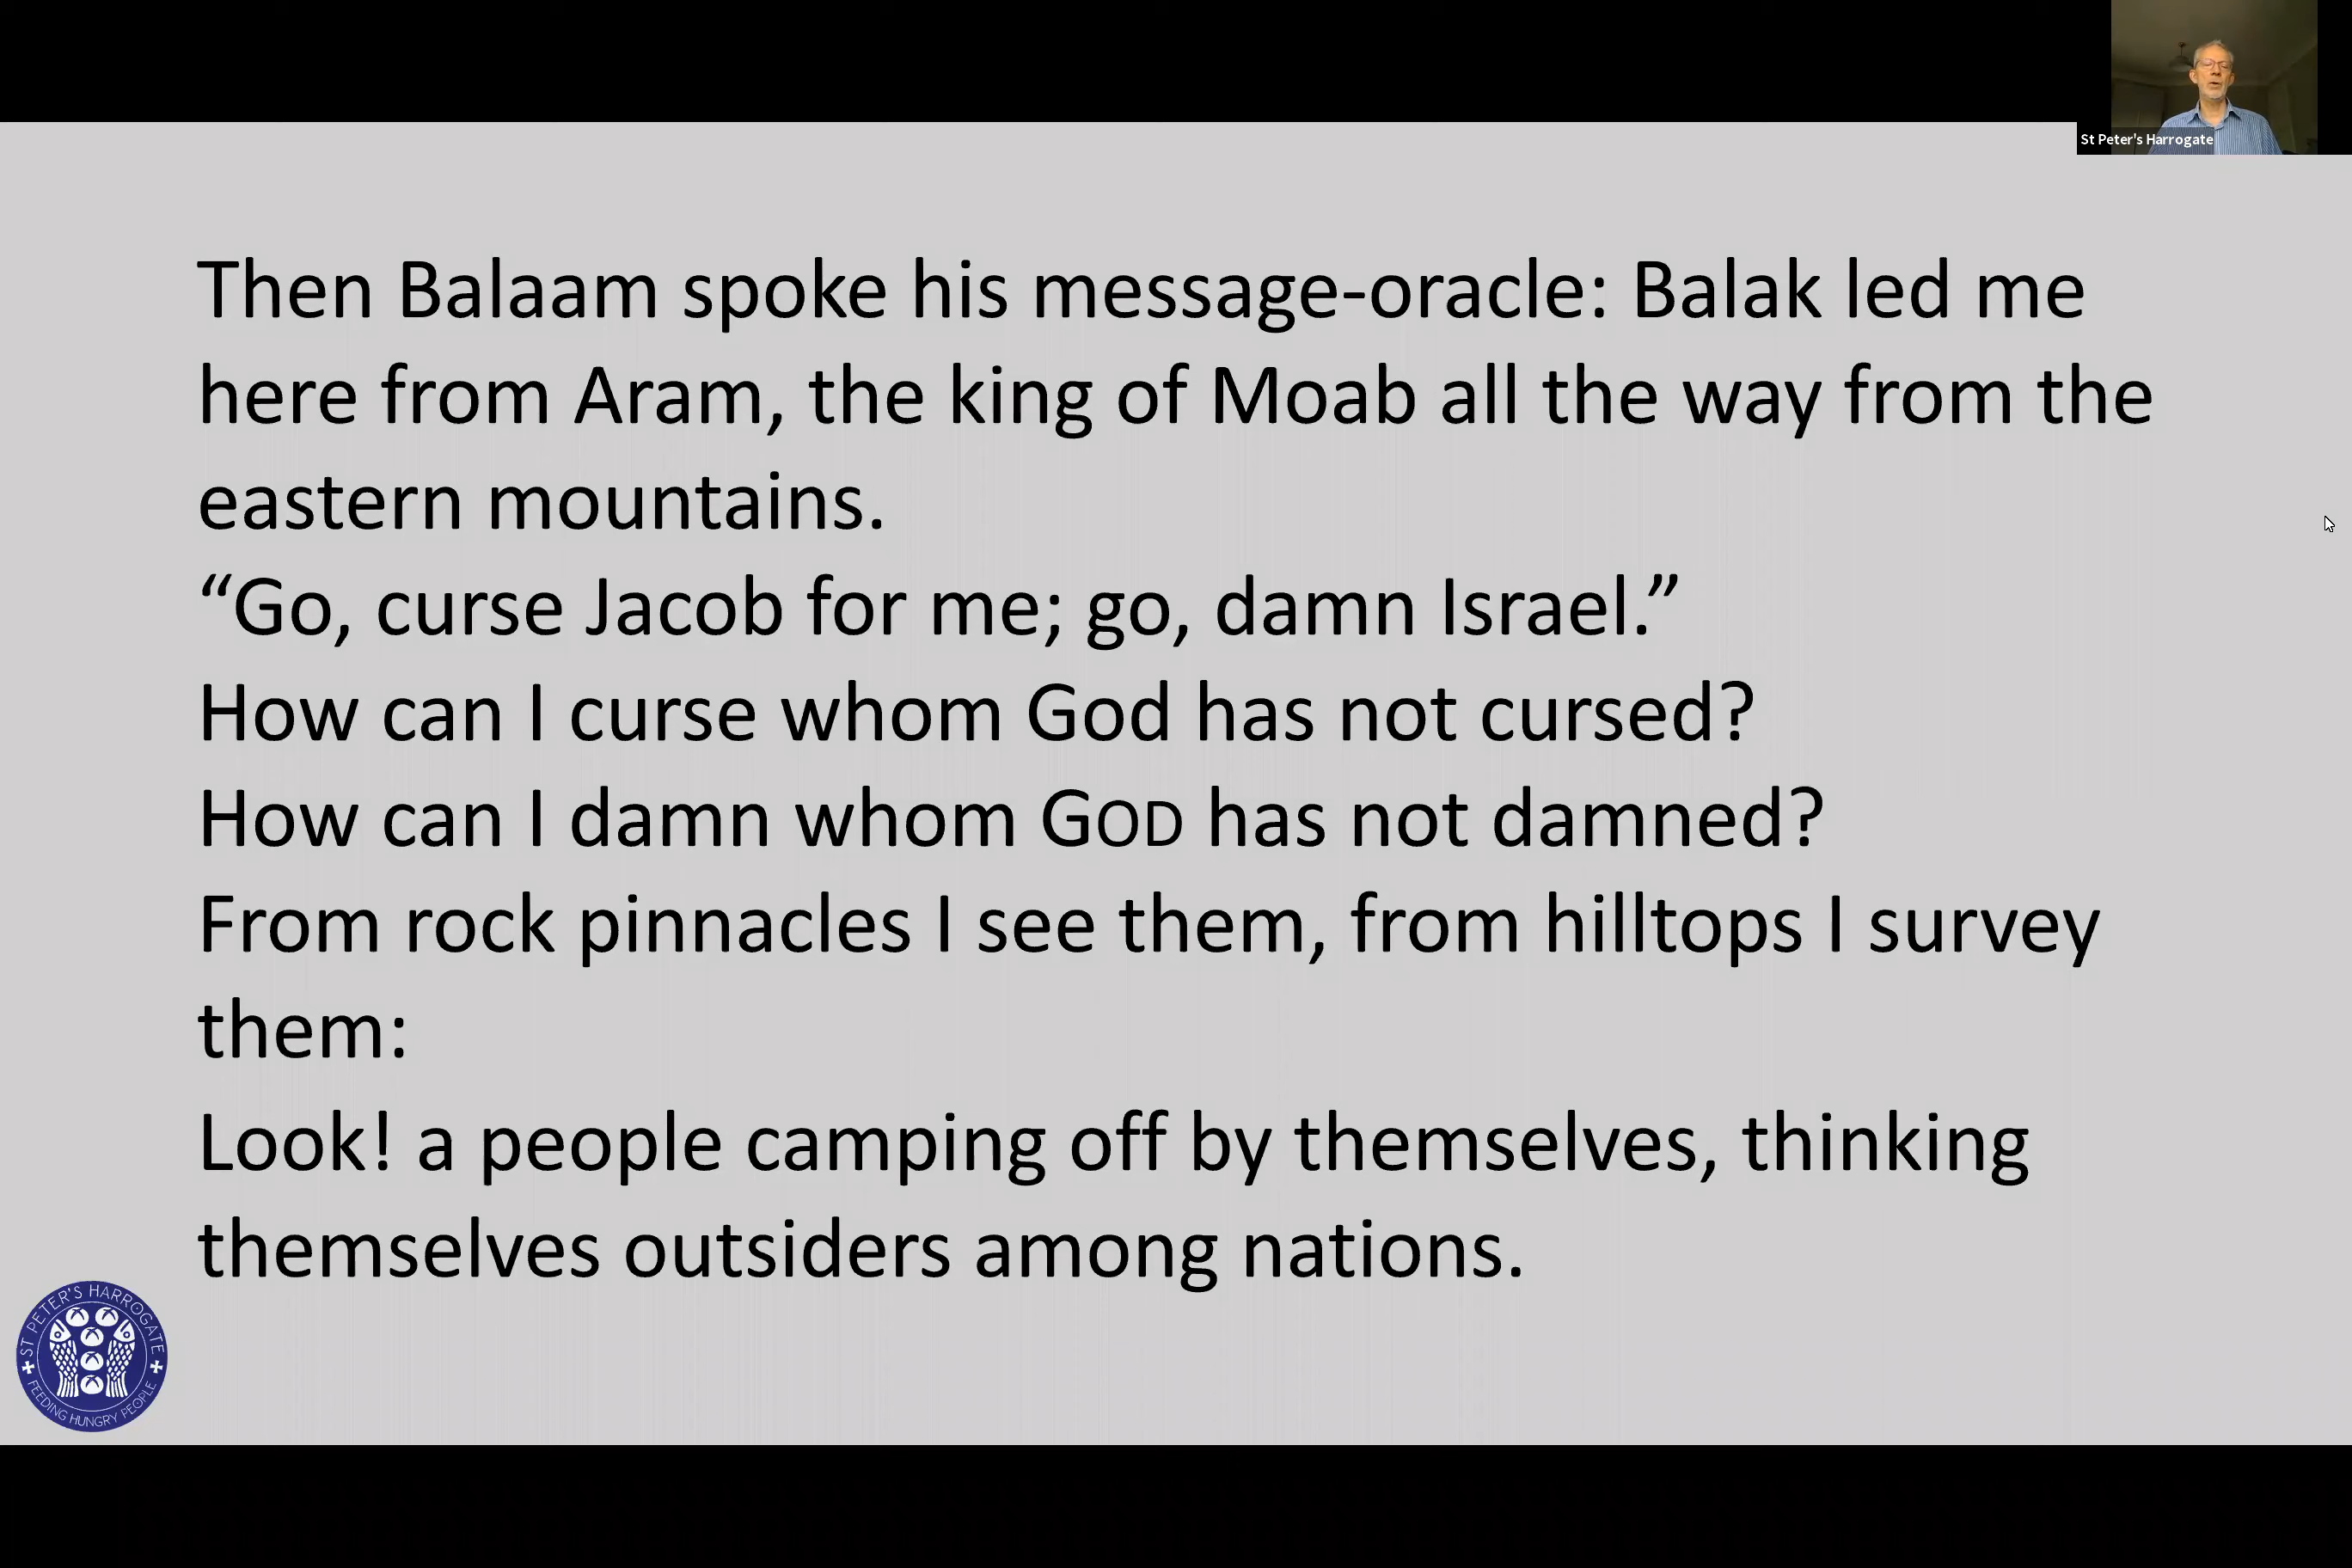 St Peter's Harrogate
Then Balaam spoke his message-oracle: Balak led me
here from Aram, the king of Moab all the way from the
eastern mountains.
“Go, curse Jacob for me; go, damn Israel.”
How can I curse whom God has not cursed?
How can I damn whom GOD has not damned?
From rock pinnacles I see them, from hilltops I survey
them:
Look! a people camping off by themselves, thinking
themselves outsiders among nations.
ST PETER'S HARROGATE
FEEDING HUNGRY PEOPLE